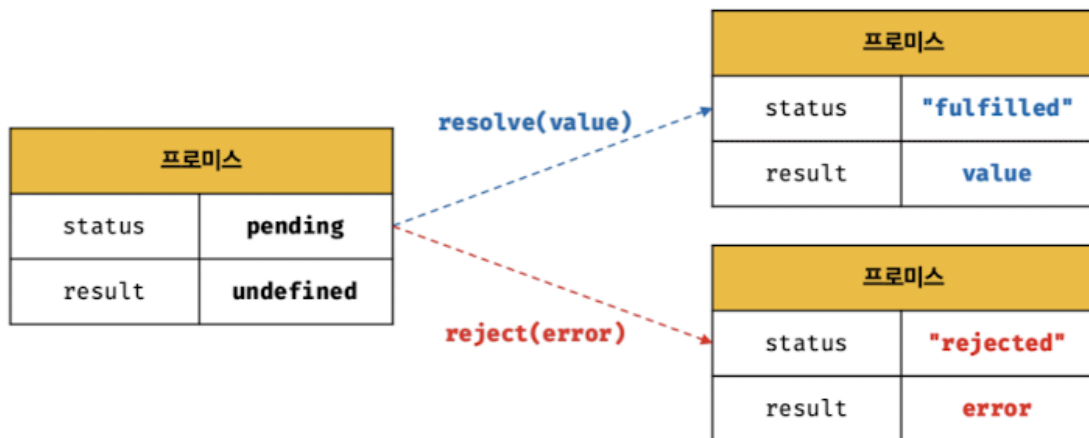 프로미스
status "fulfilled"
result value
resolve(value)
프로미스
status pending
result undefined
reject(error)
프로미스
status "rejected"
result error